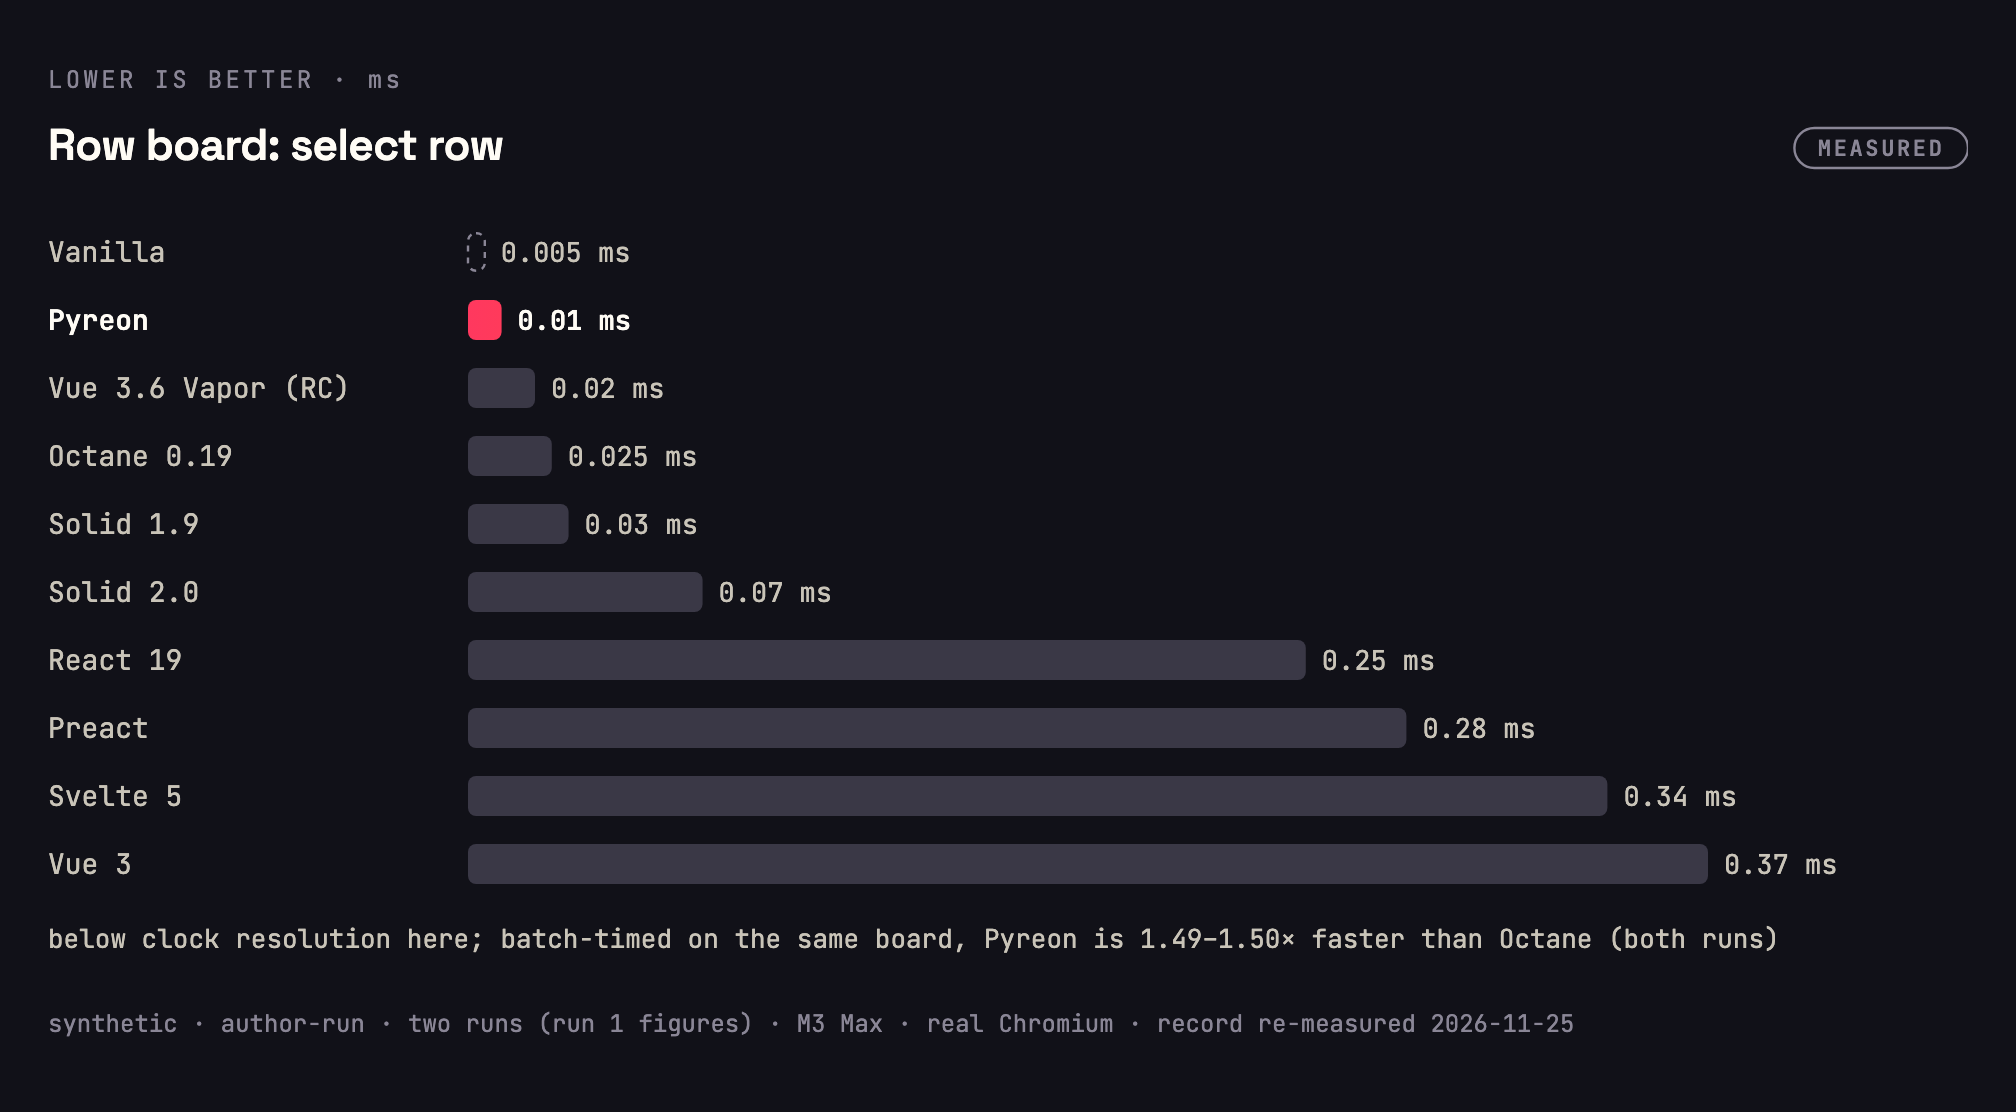 LOWER IS BETTER · ms
Row board: select row
MEASURED
Vanilla 0.005 ms
Pyreon 0.01 ms
Vue 3.6 Vapor (RC) 0.02 ms
Octane 0.19 0.025 ms
Solid 1.9 0.03 ms
Solid 2.0 0.07 ms
React 19 0.25 ms
Preact 0.28 ms
Svelte 5 0.34 ms
Vue 3 0.37 ms
below clock resolution here; batch-timed on the same board, Pyreon is 1.49–1.50× faster than Octane (both runs)
synthetic · author-run · two runs (run 1 figures) · M3 Max · real Chromium · record re-measured 2026-11-25